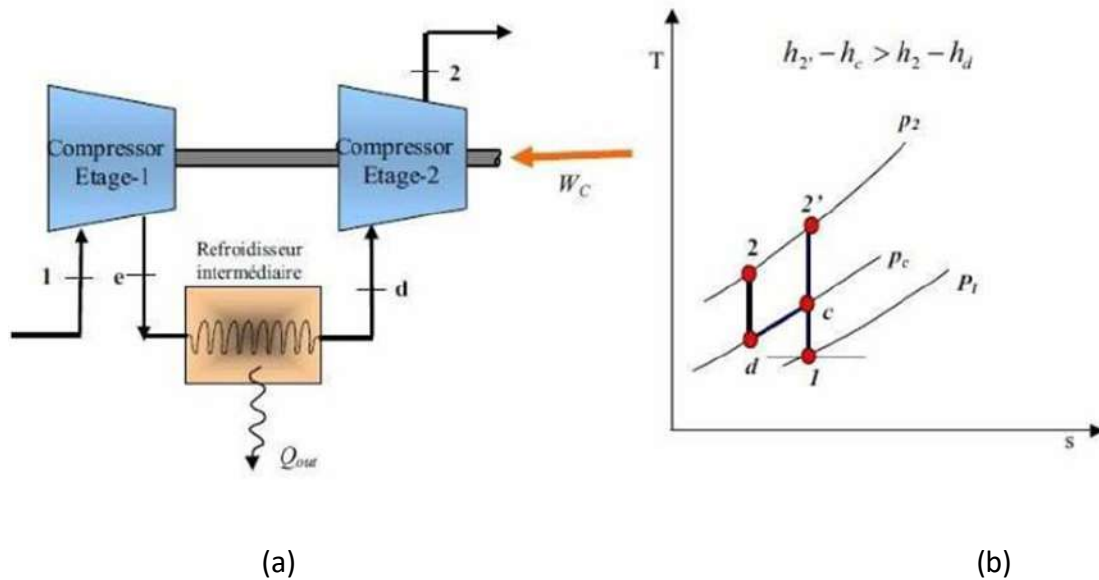 2
Compressor
Etage-1
Compressor
Etage-2
W_C
Refroidisseur
intermédiaire
1
e
d
Q_out
T
h_2' - h_c > h_2 - h_d
p_2
2'
2
p_c
P_1
c
d
1
s
(a)
(b)